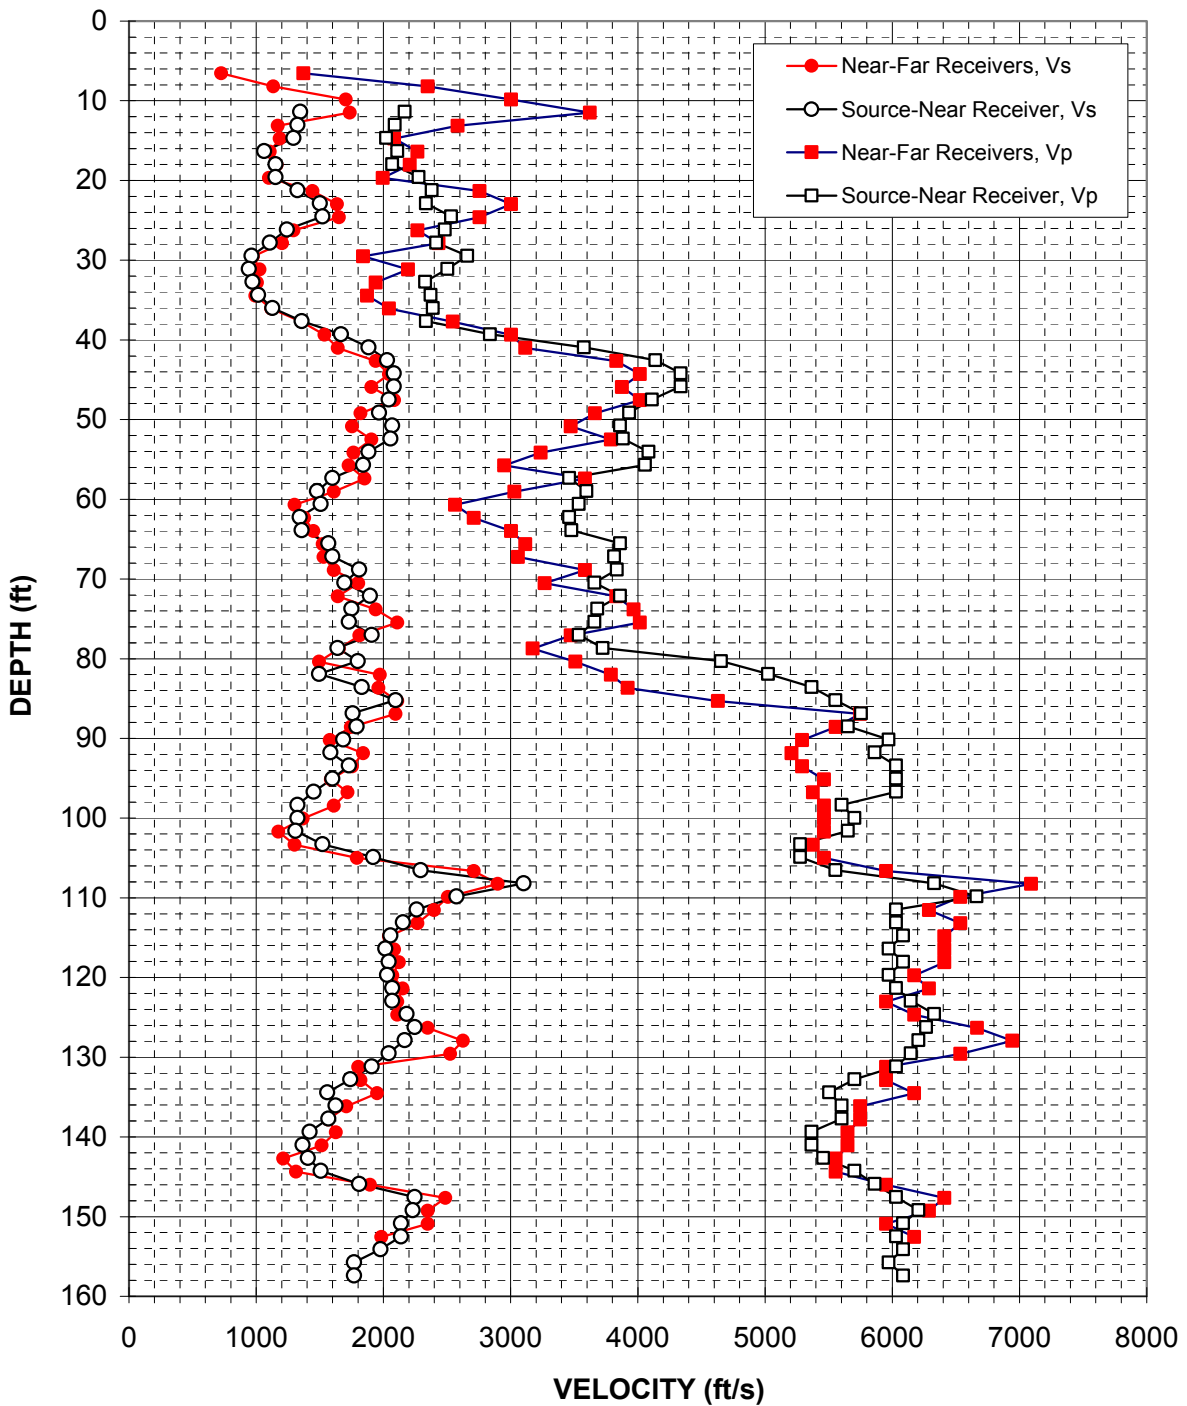 Near-Far Receivers, Vs
Source-Near Receiver, Vs
Near-Far Receivers, Vp
Source-Near Receiver, Vp
DEPTH (ft)
0
10
20
30
40
50
60
70
80
90
100
110
120
130
140
150
160
0 1000 2000 3000 4000 5000 6000 7000 8000
VELOCITY (ft/s)